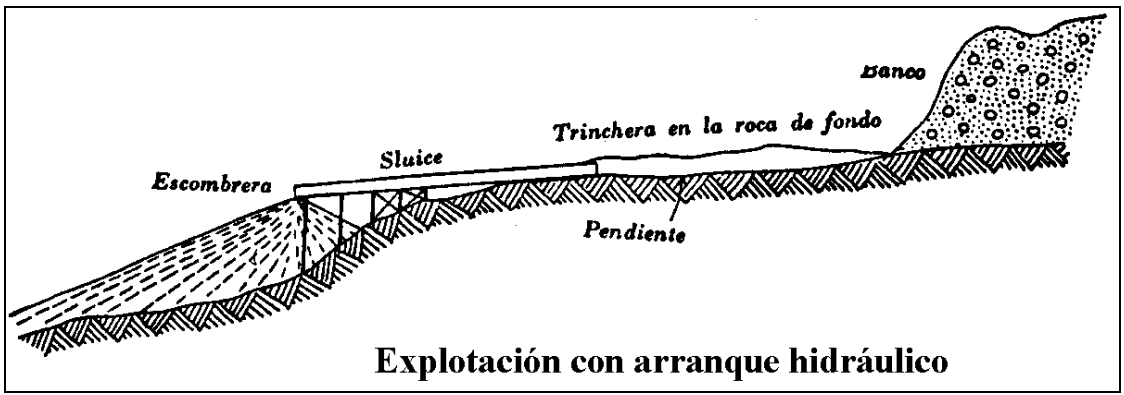 Banco
Trinchera en la roca de fondo
Sluice
Escombrera
Pendiente
Explotación con arranque hidráulico